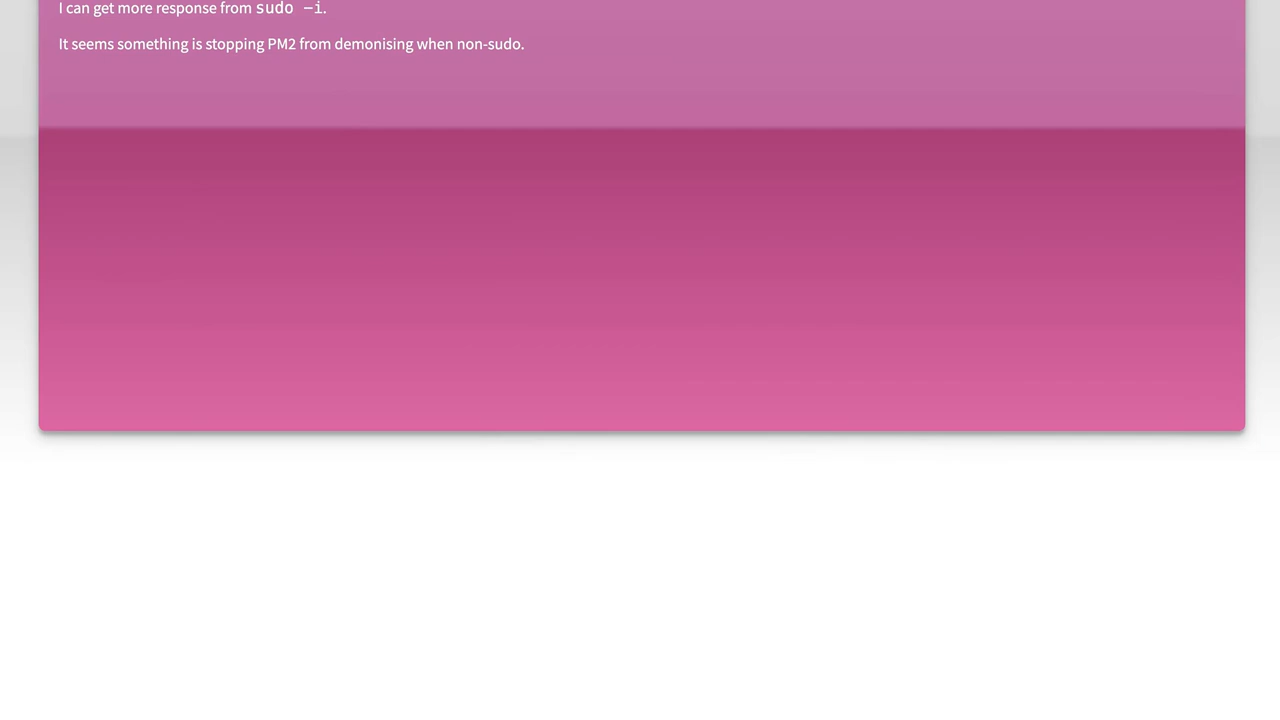 I can get more response from sudo -i.
It seems something is stopping PM2 from demonising when non-sudo.